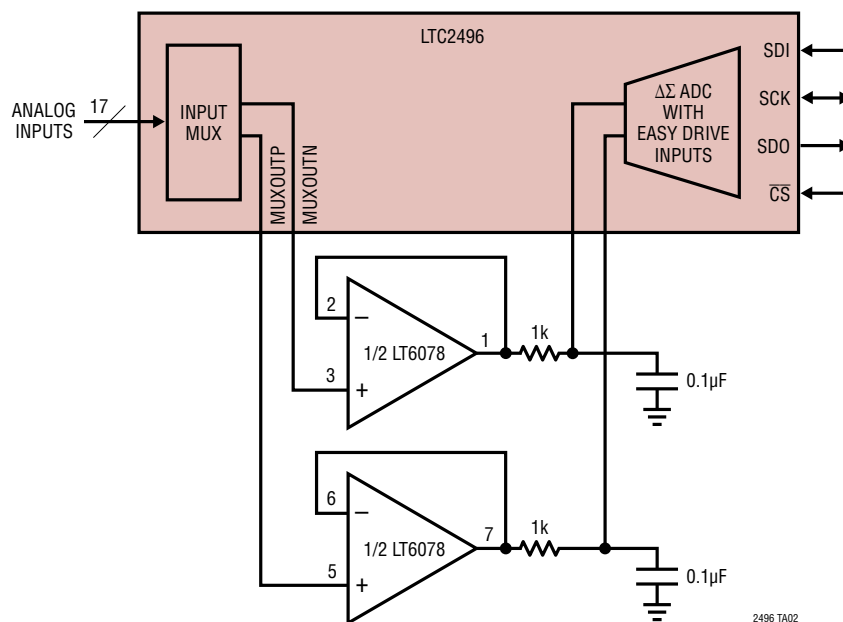 LTC2496
ANALOG
INPUTS
17
INPUT
MUX
MUXOUTP
MUXOUTN
ΔΣ ADC
WITH
EASY DRIVE
INPUTS
SDI
SCK
SDO
CS
2
−
1/2 LT6078
3
+
1
1k
0.1µF
6
−
1/2 LT6078
5
+
7
1k
0.1µF
2496 TA02